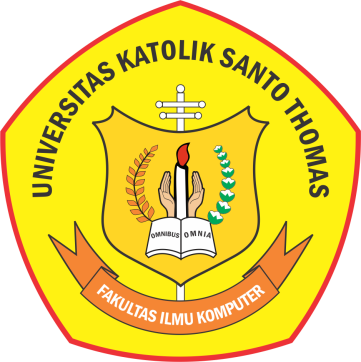 UNIVERSITAS KATOLIK SANTO THOMAS
OMNIBUS OMNIA
FAKULTAS ILMU KOMPUTER